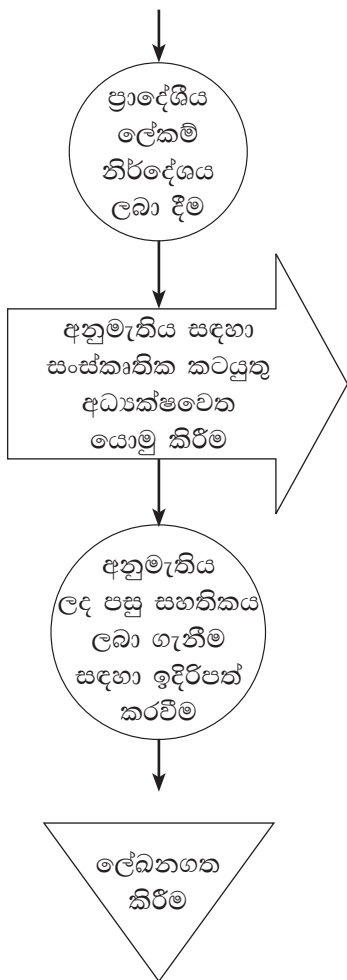 ප්‍රාදේශීය
ලේකම්
නිර්දේශය
ලබා දීම
අනුමැතිය සඳහා
සංස්කෘතික කටයුතු
අධ්‍යක්ෂවෙත
යොමු කිරීම
අනුමැතිය
ලද පසු සහතිකය
ලබා ගැනීම
සඳහා ඉදිරිපත්
කරවීම
ලේඛනගත
කිරීම